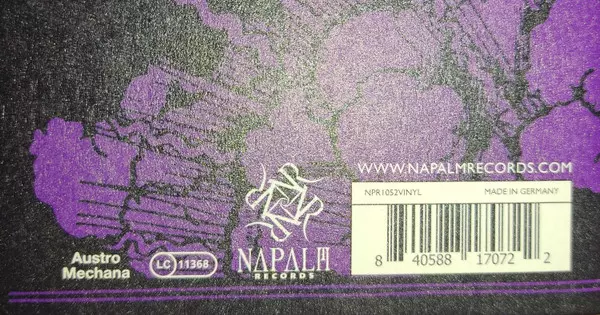 WWW.NAPALMRECORDS.COM
NPR1052VINYL MADE IN GERMANY
8 40588 17072 2
Austro
Mechana
LC 11368
NAPALM
RECORDS